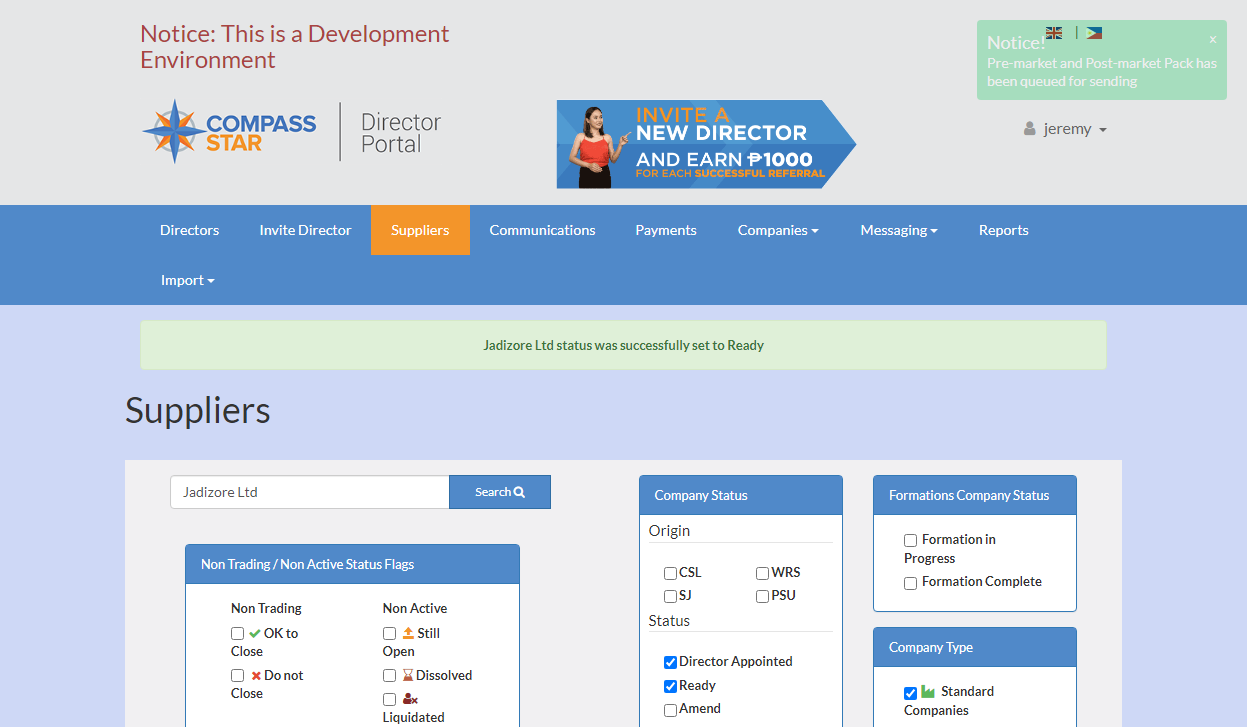 Notice: This is a Development
Environment
Notice!
|
x
Pre-market and Post-market Pack has
been queued for sending
COMPASS
STAR
Director
Portal
INVITE A
NEW DIRECTOR
AND EARN ₱1000
FOR EACH SUCCESSFUL REFERRAL
jeremy
Directors Invite Director Suppliers Communications Payments Companies Messaging Reports
Import
Jadizore Ltd status was successfully set to Ready
Suppliers
Jadizore Ltd
Search
Non Trading / Non Active Status Flags
Non Trading
OK to
Close
Do not
Close
Non Active
Still
Open
Dissolved
Liquidated
Company Status
Origin
CSL WRS
SJ PSU
Status
Director Appointed
Ready
Amend
Formations Company Status
Formation in
Progress
Formation Complete
Company Type
Standard
Companies